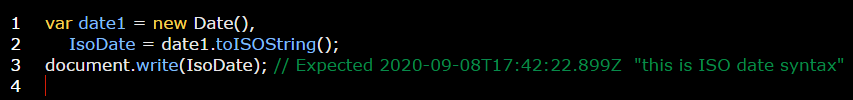 1 var date1 = new Date(),
2 IsoDate = date1.toISOString();
3 document.write(IsoDate); // Expected 2020-09-08T17:42:22.899Z "this is ISO date syntax"
4